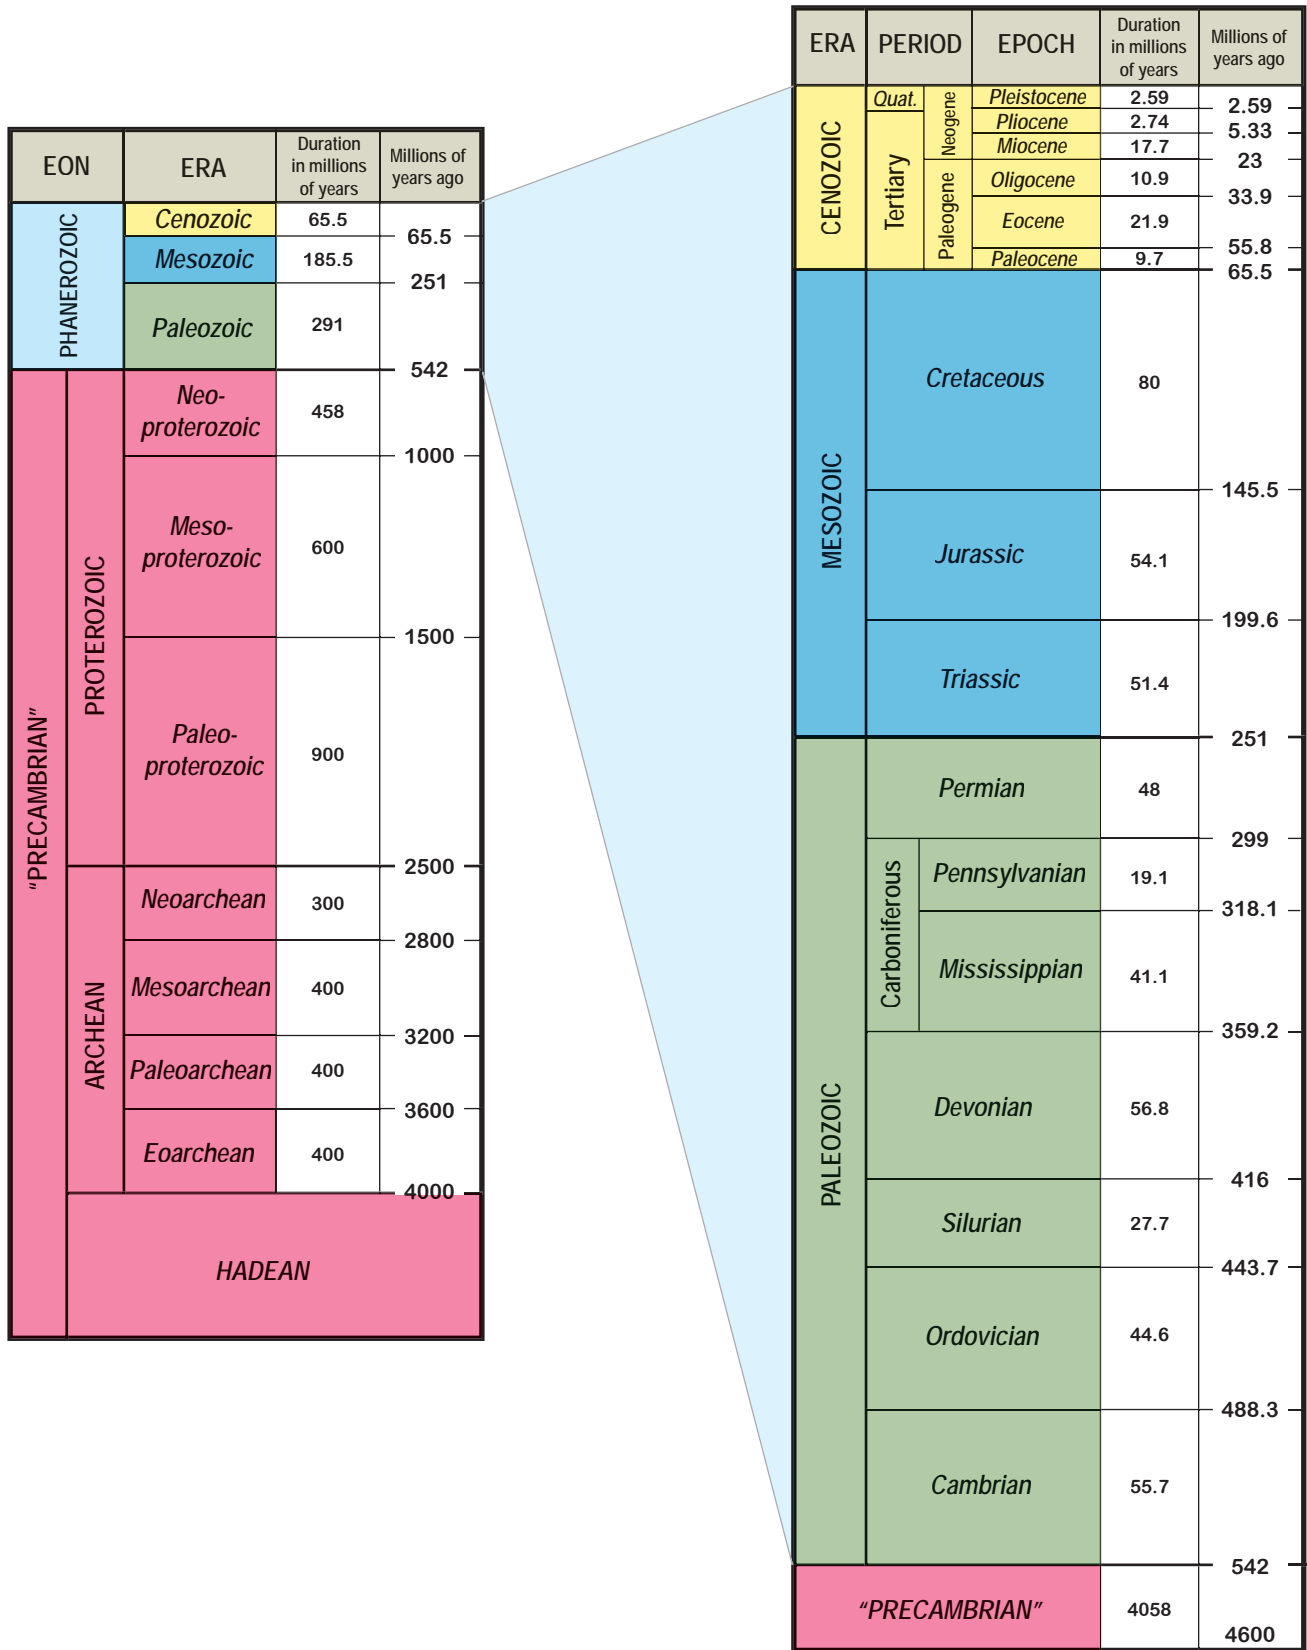 EON ERA Duration in millions of years Millions of years ago
PHANEROZOIC
Cenozoic 65.5
65.5
Mesozoic 185.5
251
Paleozoic 291
542
"PRECAMBRIAN"
PROTEROZOIC
Neo-
proterozoic 458
1000
Meso-
proterozoic 600
1500
Paleo-
proterozoic 900
2500
ARCHEAN
Neoarchean 300
2800
Mesoarchean 400
3200
Paleoarchean 400
3600
Eoarchean 400
4000
HADEAN
ERA PERIOD EPOCH Duration in millions of years Millions of years ago
CENOZOIC
Quat.
Tertiary
Neogene
Paleogene
Pleistocene 2.59
2.59
Pliocene 2.74
5.33
Miocene 17.7
23
Oligocene 10.9
33.9
Eocene 21.9
55.8
Paleocene 9.7
65.5
MESOZOIC
Cretaceous 80
145.5
Jurassic 54.1
199.6
Triassic 51.4
251
PALEOZOIC
Permian 48
299
Carboniferous
Pennsylvanian 19.1
318.1
Mississippian 41.1
359.2
Devonian 56.8
416
Silurian 27.7
443.7
Ordovician 44.6
488.3
Cambrian 55.7
542
"PRECAMBRIAN" 4058
4600